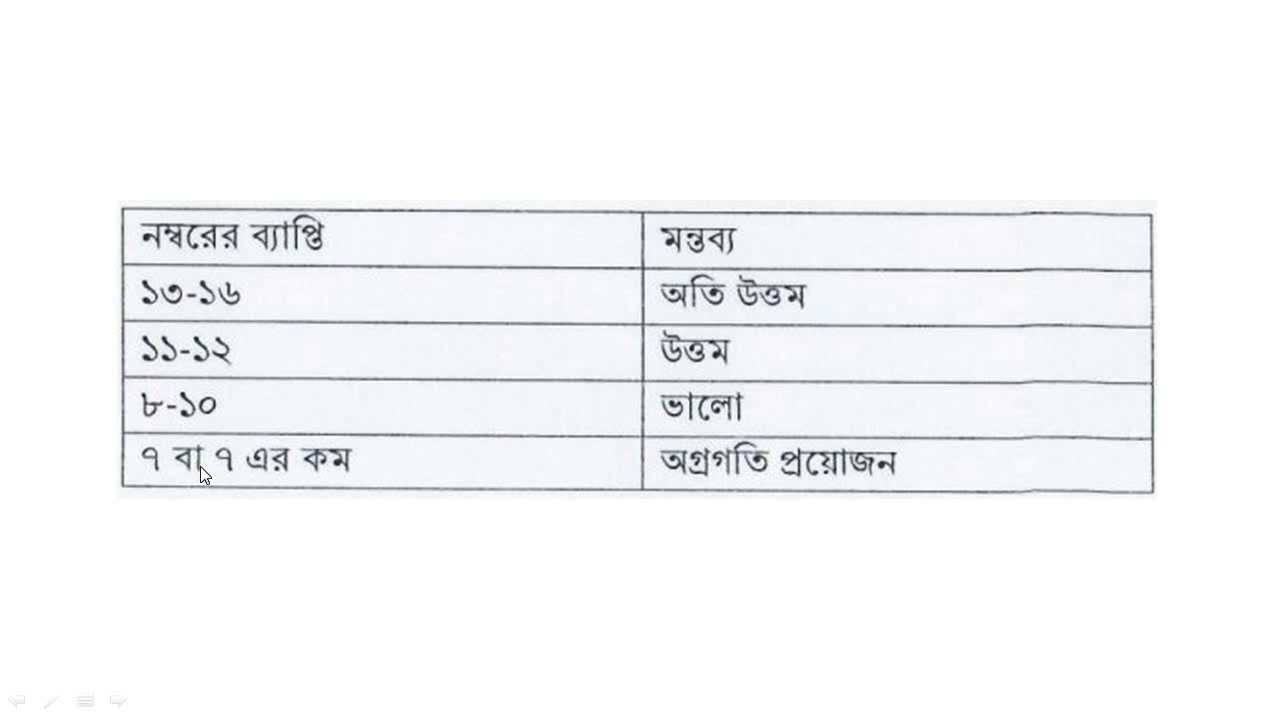 নম্বরের ব্যাপ্তি মন্তব্য
১৩-১৬ অতি উত্তম
১১-১২ উত্তম
৮-১০ ভালো
৭ বা ৭ এর কম অগ্রগতি প্রয়োজন